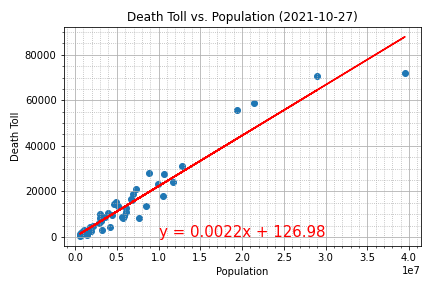 Death Toll vs. Population (2021-10-27)
Death Toll
80000
60000
40000
20000
0
y = 0.0022x + 126.98
0.0 0.5 1.0 1.5 2.0 2.5 3.0 3.5 4.0
1e7
Population